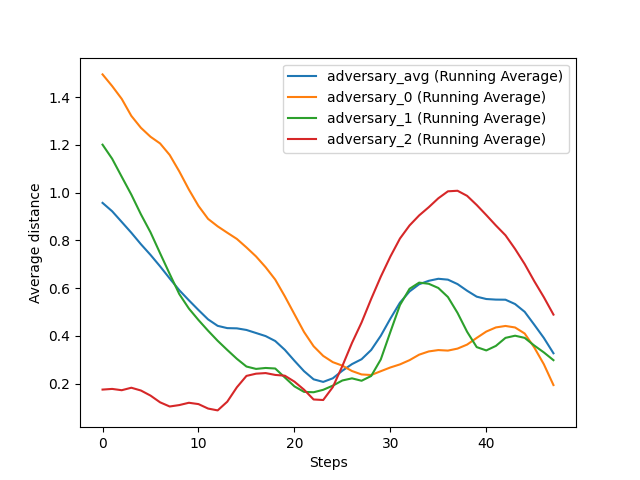 adversary_avg (Running Average)
adversary_0 (Running Average)
adversary_1 (Running Average)
adversary_2 (Running Average)
1.4
1.2
1.0
0.8
0.6
0.4
0.2
Average distance
0
10
20
30
40
Steps